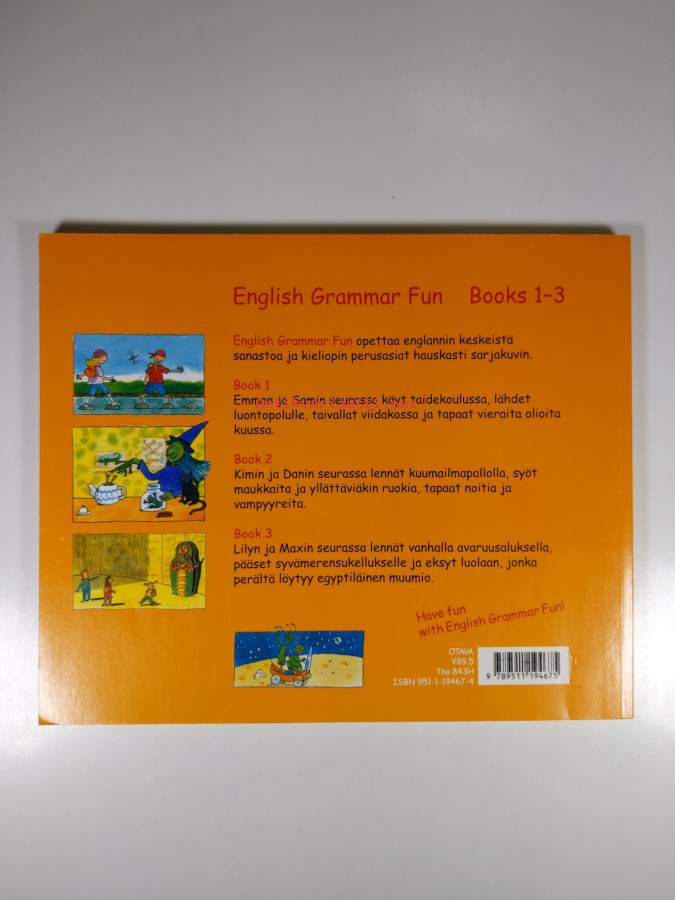 English Grammar Fun Books 1-3
English Grammar Fun opettaa englannin keskeistä
sanastoa ja kieliopin perusasiat hauskasti sarjakuvin.
Book 1
Emman ja Samin seurassa käyt taidekoulussa, lähdet
luontopolulle, taivallat viidakossa ja tapaat vieraita olioita
kuussa.
Book 2
Kimin ja Danin seurassa lennät kuumailmapallolla, syöt
maukkaita ja yllättäviäkin ruokia, tapaat noitia ja
vampyyreita.
Book 3
Lilyn ja Maxin seurassa lennät vanhalla avaruusaluksella,
pääset syvämerensukellukselle ja eksyt luolaan, jonka
perältä löytyy egyptiläinen muumio.
Have fun
with English Grammar Fun!
OTAVA
Y89.5
Tho 843H
ISBN 951-1-19467-4
9 789511 194675